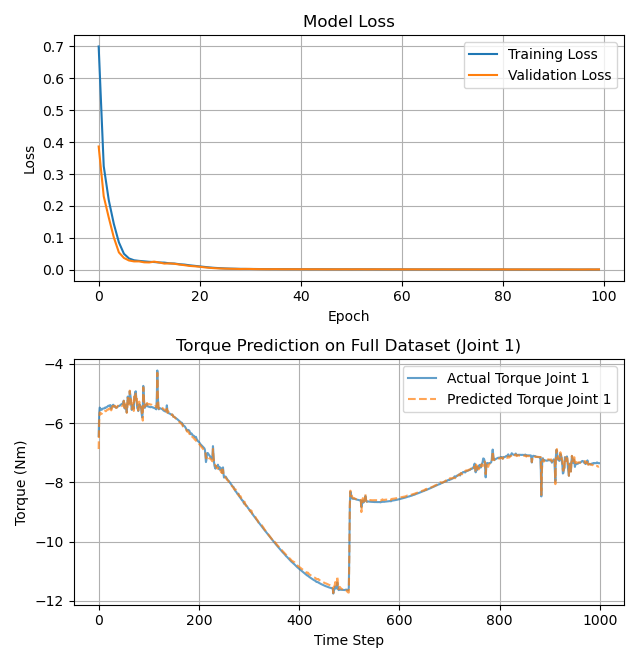 Model Loss
0.7
0.6
0.5
0.4
0.3
0.2
0.1
0.0
Loss
Training Loss
Validation Loss
0 20 40 60 80 100
Epoch
Torque Prediction on Full Dataset (Joint 1)
−4
−6
−8
−10
−12
Torque (Nm)
Actual Torque Joint 1
Predicted Torque Joint 1
0 200 400 600 800 1000
Time Step